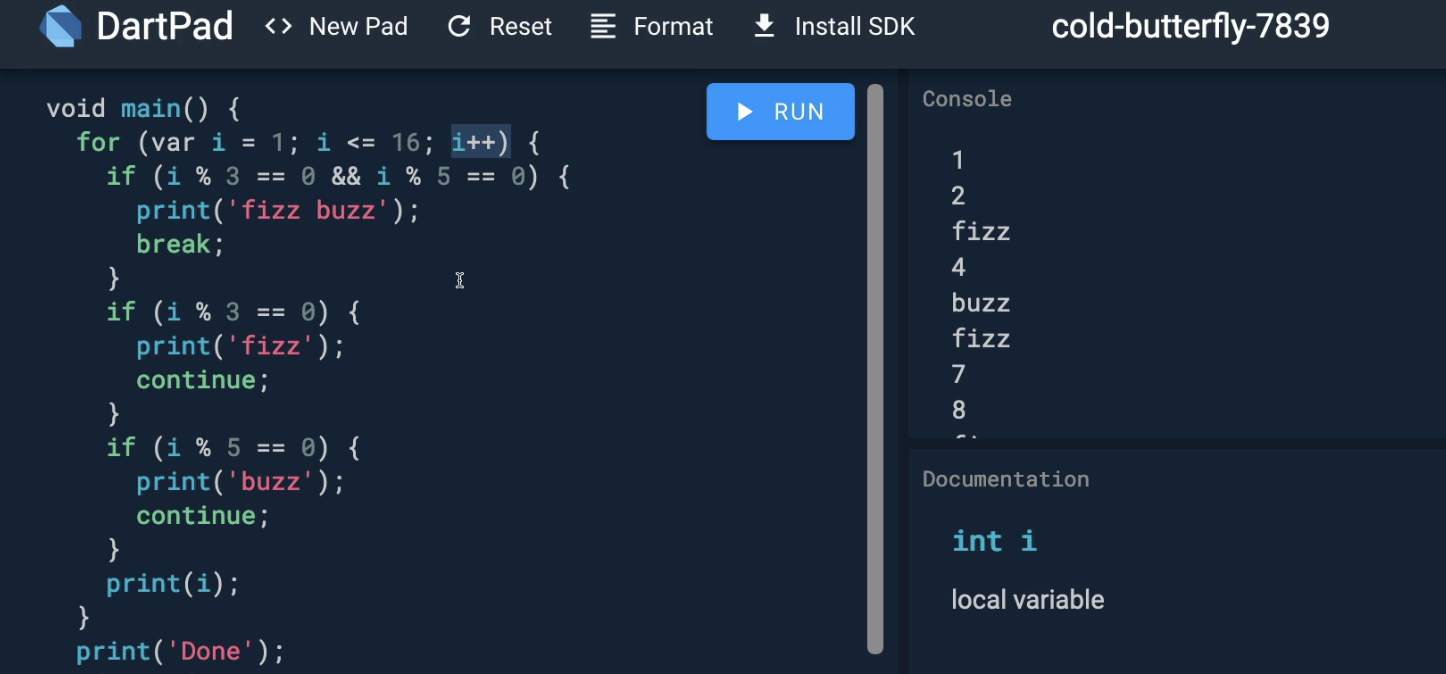 DartPad <> New Pad Reset Format Install SDK cold-butterfly-7839
void main() {
  for (var i = 1; i <= 16; i++) {
    if (i % 3 == 0 && i % 5 == 0) {
      print('fizz buzz');
      break;
    }
    if (i % 3 == 0) {
      print('fizz');
      continue;
    }
    if (i % 5 == 0) {
      print('buzz');
      continue;
    }
    print(i);
  }
  print('Done');
RUN
Console
1
2
fizz
4
buzz
fizz
7
8
Documentation
int i
local variable